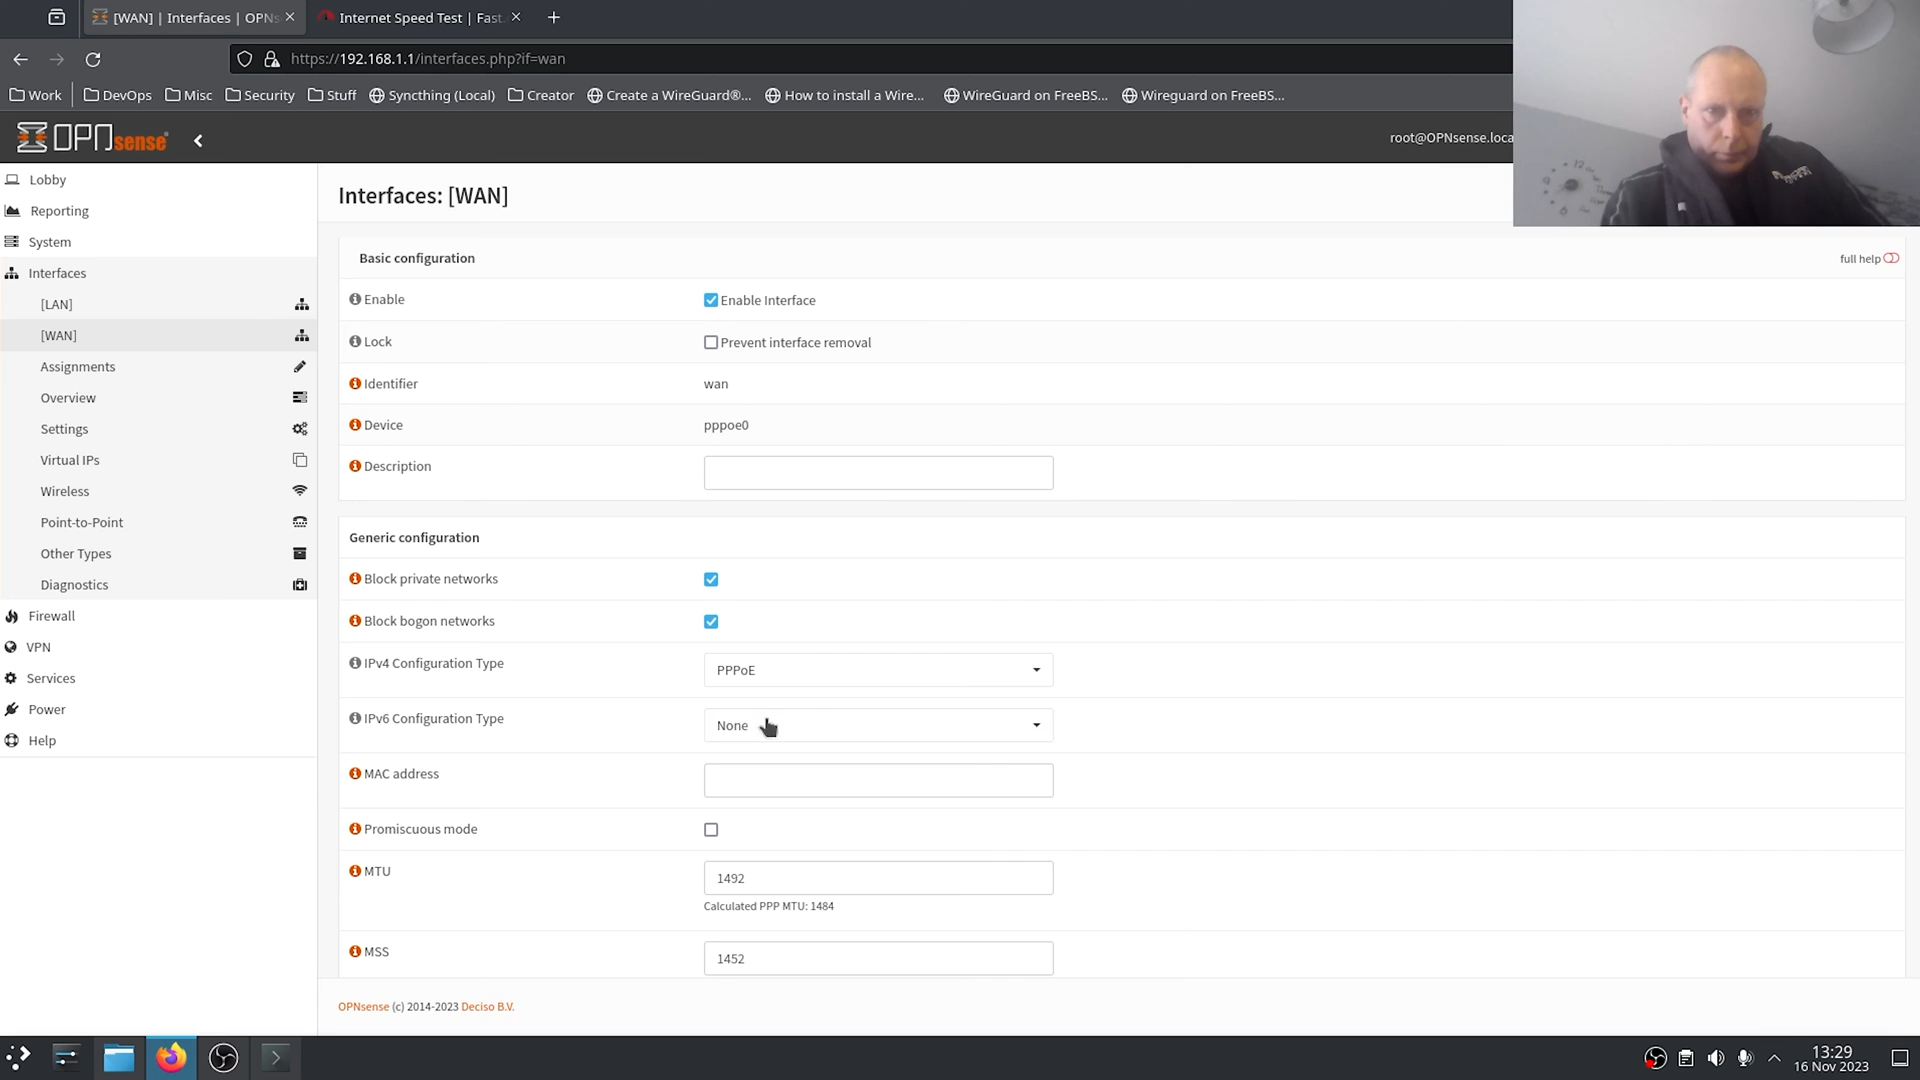 [WAN] | Interfaces | OPNs
Internet Speed Test | Fast.
https://192.168.1.1/interfaces.php?if=wan
Work
DevOps
Misc
Security
Stuff
Syncthing (Local)
Creator
Create a WireGuard®...
How to install a Wire...
WireGuard on FreeBS...
Wireguard on FreeBS...
OPNsense
root@OPNsense.loca
Lobby
Reporting
System
Interfaces
[LAN]
[WAN]
Assignments
Overview
Settings
Virtual IPs
Wireless
Point-to-Point
Other Types
Diagnostics
Firewall
VPN
Services
Power
Help
Interfaces: [WAN]
Basic configuration
full help
Enable
Enable Interface
Lock
Prevent interface removal
Identifier
wan
Device
pppoe0
Description
Generic configuration
Block private networks
Block bogon networks
IPv4 Configuration Type
PPPoE
IPv6 Configuration Type
None
MAC address
Promiscuous mode
MTU
1492
Calculated PPP MTU: 1484
MSS
1452
OPNsense (c) 2014-2023 Deciso B.V.
13:29
16 Nov 2023